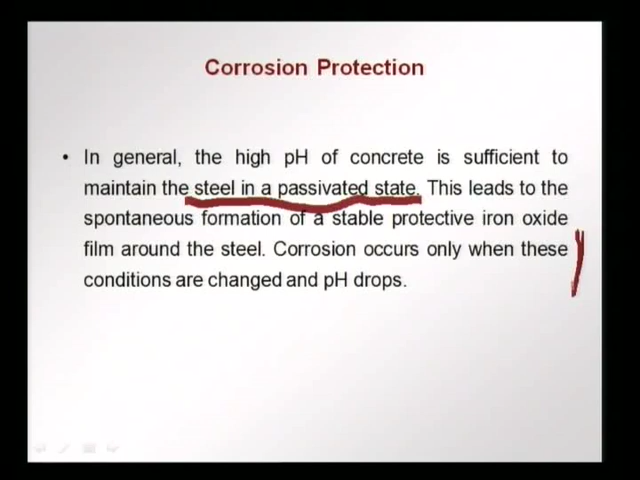 Corrosion Protection
• In general, the high pH of concrete is sufficient to
maintain the steel in a passivated state. This leads to the
spontaneous formation of a stable protective iron oxide
film around the steel. Corrosion occurs only when these
conditions are changed and pH drops.